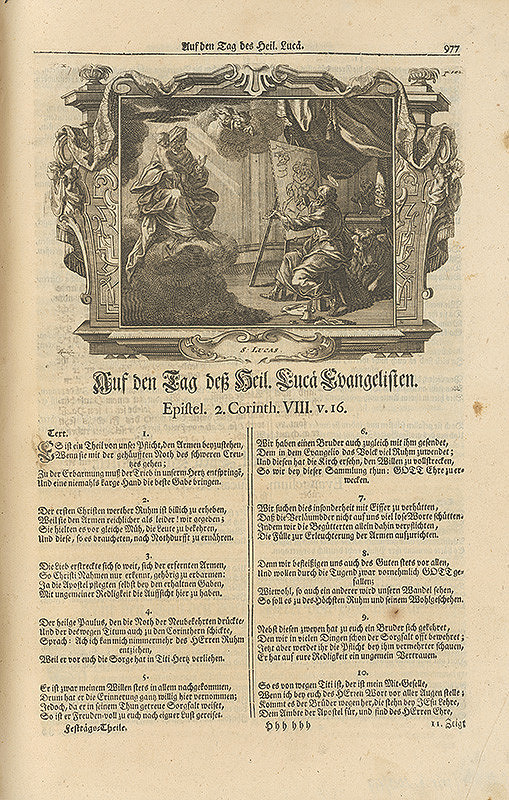 Auf den Tag des Heil. Lucä.
977
S. LUCAS.
Auf den Tag deß Heil. Lucä Evangelisten.
Epistel. 2. Corinth. VIII. v. 16.
Text.
1.
ES ist ein Theil von unser Pflicht, den Armen beyzustehen,
Wenn sie mit der gehäufften Noth des schweren Creu-
tzes gehen;
Zu der Erbarmung muß der Trieb in unserm Hertz entspringē,
Und eine niemahls karge Hand die beste Gabe bringen.
2.
Der ersten Christen werther Ruhm ist billich zu erheben,
Weil sie den Armen reichlicher als leider! wir gegeben;
Sie hielten es vor gleiche Müh, die Leute zu bekehren,
Und diese, so es brauchten, nach Nothdurfft zu ernähren.
3.
Die Lieb erstreckte sich so weit, sich der erfernten Armen,
So Christi Nahmen nur erkennt, gehörig zu erbarmen:
Ja die Apostel pflegten selbst bey den erhaltnen Gaben,
Mit ungemeiner Redligkeit die Aufsicht hier zu haben.
4.
Der heilge Paulus, den die Noth der Neubekehrten drückte
Und der deswegen Titum auch zu den Corinthern schickte,
Sprach: Ach ich kan mich nimmermehr des HErren Ruhm
entziehen,
Weil er vor euch die Sorge hat in Titi Hertz verliehen.
5.
Er ist zwar meinem Willen stets in allem nachgekommen,
Drum hat er die Ermahnung gantz willig hier vernommen;
Jedoch, da er in seinem Thun getreue Sorgfalt weiset,
So ist er Freuden-voll zu euch nach eigner Lust gereiset.
Festtags-Theile.
6.
Wir haben einen Bruder auch zugleich mit ihm gesendet,
Dem in dem Evangelio das Volck viel Ruhm zuwendet;
Und diesen hat die Kirch ersehn, den Willen zu vollstrecken,
So wir bey dieser Sammlung thun: GOTT Ehre zu er-
wecken.
7.
Wir suchen dies insonderheit mit Eiffer zu verhütten,
Daß die Verläumbder nicht auf uns viel lose Worte schütten,
Indem wir die Begütterten allein dahin verpflichten,
Die Fülle zur Erleuchterung der Armen aufzurichten.
8.
Denn wir befleißigen uns auch des Guten stets vor allen,
Und wollen durch die Tugend zwar vornehmlich GOTT ge-
fallen;
Wiewohl, so auch ein anderer wird unsern Wandel sehen,
So soll es zu des Höchsten Ruhm und seinem Wohl geschehen.
9.
Nebst diesen zweyen hat zu euch ein Bruder sich gekehret,
Den wir in vielen Dingen schon der Sorgfalt offt bewehret;
Jetzt aber werdet ihr die Pflicht bey ihm vermehrter schauen,
Er hat auf eure Redligkeit ein ungemein Vertrauen.
10.
So es von wegen Titi ist, der ist mein Mit-Geselle,
Wenn ich bey euch des HErren Wort vor aller Augen stelle;
Kommt es der Brüder wegen her, die stehn bey JEsu Lehre,
Dem Ambte der Apostel für, und sind des HErren Ehre,
Hhh hhh
11. Zeigt